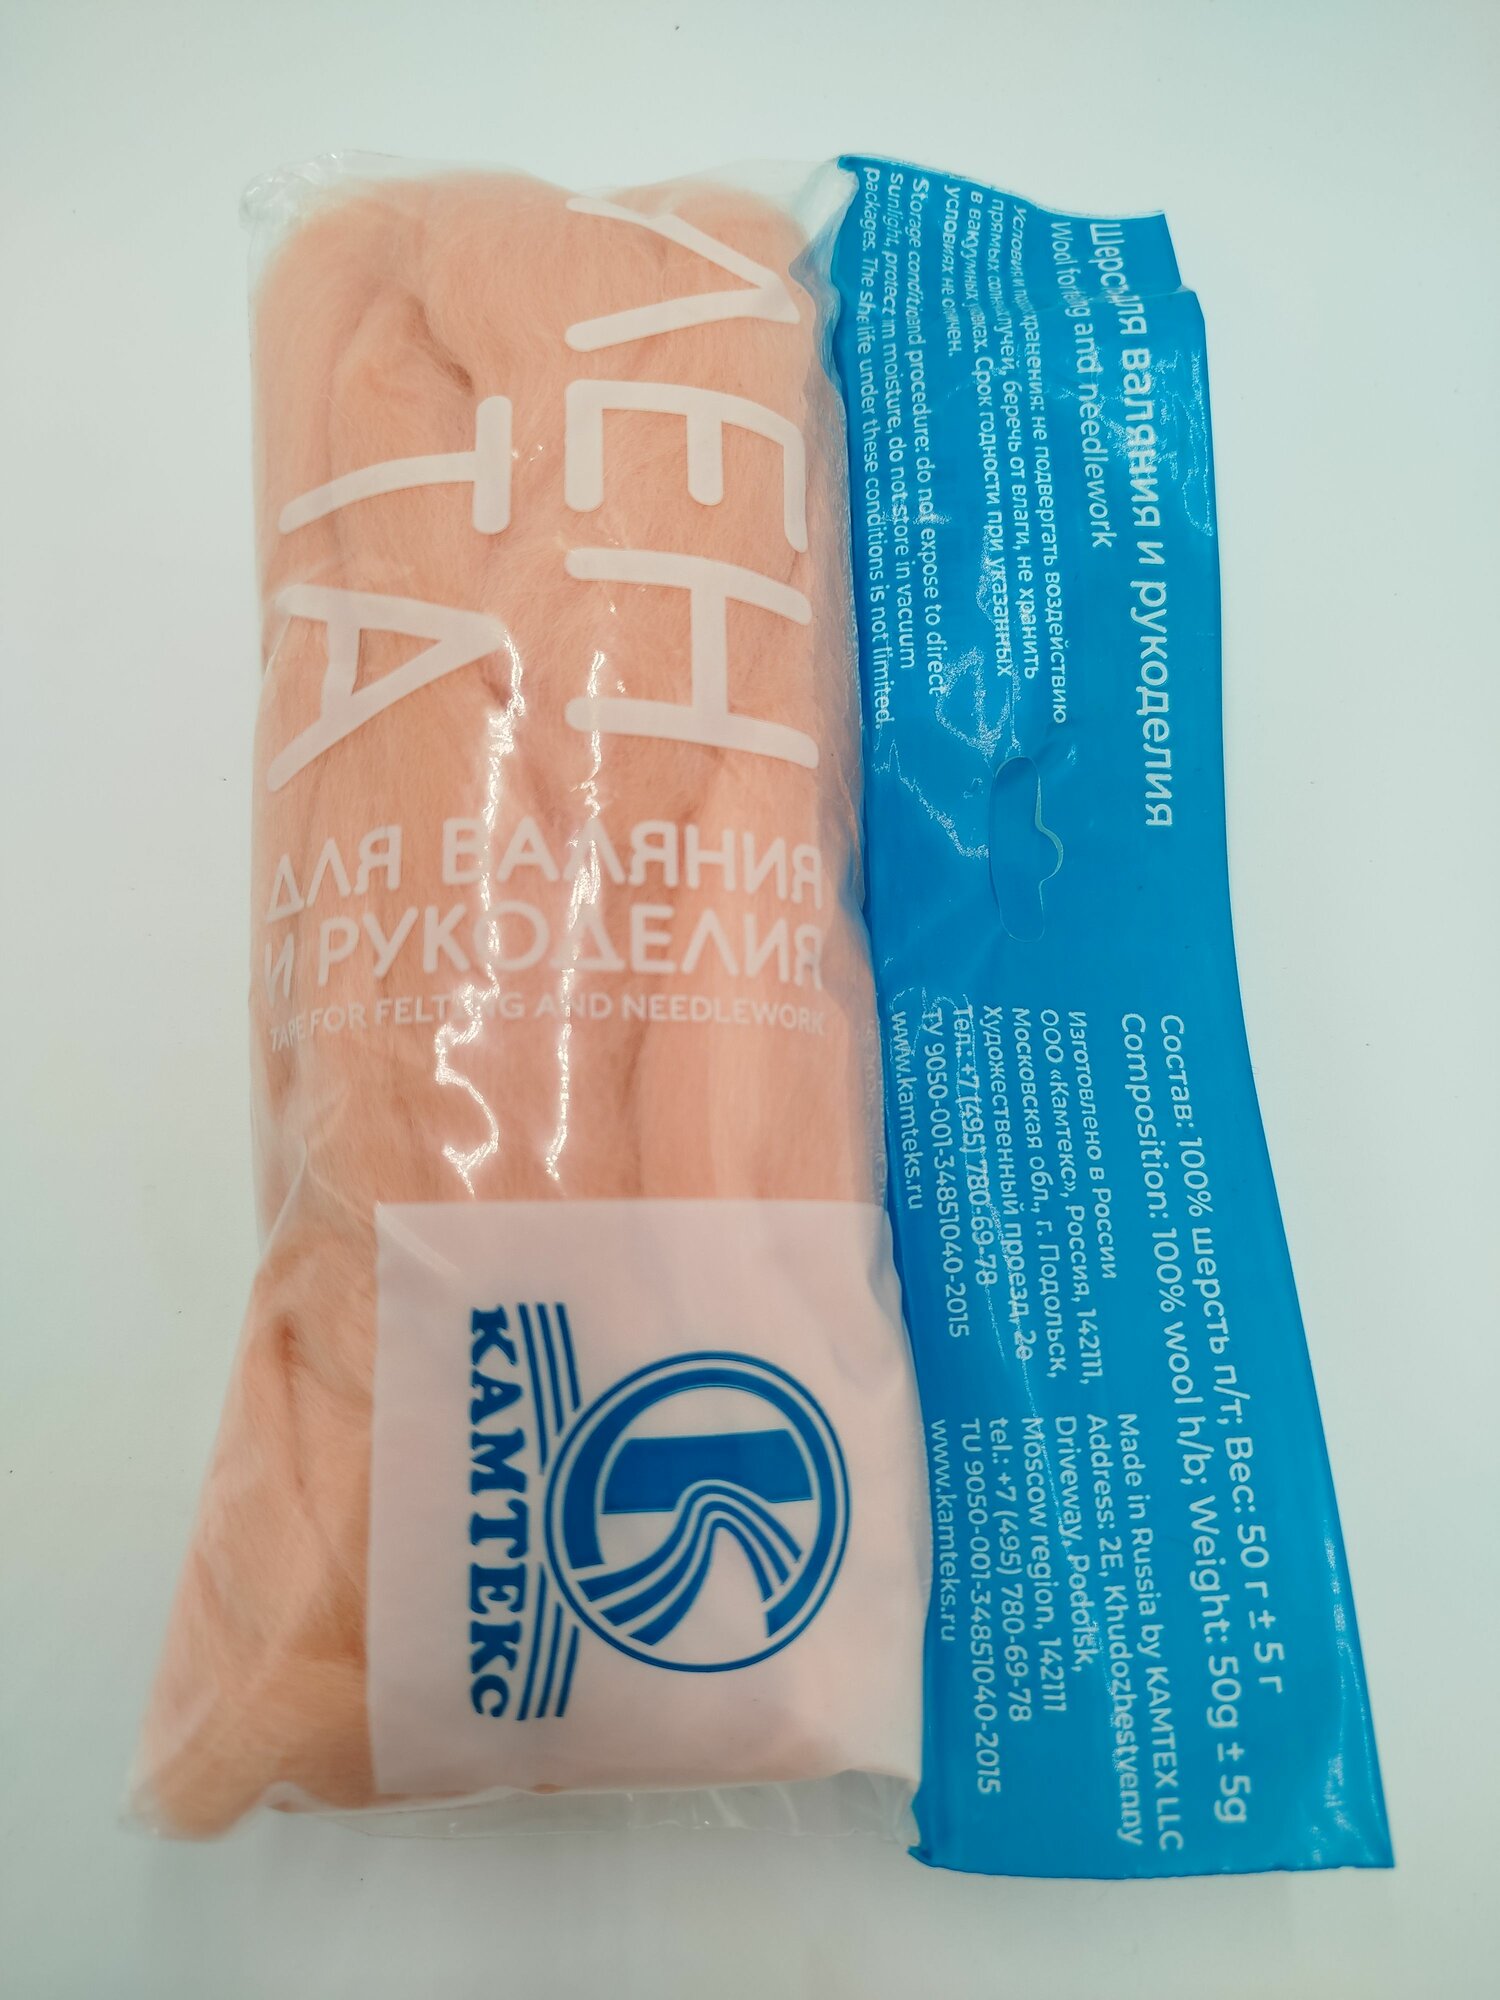 Шерсть для валяния и рукоделия
Wool for felting and needlework
Условия и хранения: не подвергать воздействию
прямых солнечных лучей, беречь от влаги, не хранить
в вакуумных упаковках. Срок годности при указанных
условиях не ограничен.
Storage conditions and procedure: do not expose to direct
sunlight, protect from moisture, do not store in vacuum
packages. The shelf life under these conditions is not limited.
Состав: 100% шерсть п/т; Вес: 50 г ± 5 г
Composition: 100% wool h/b; Weight: 50g ± 5g
Изготовлено в России
ООО «Камтекс», Россия, 142111,
Московская обл., г. Подольск,
Художественный проезд, 2е
Тел.: +7 (495) 780-69-78
ТУ 9050-001-34851040-2015
www.kamteks.ru
Made in Russia by KAMTEX LLC
Address: 2E, Khudozhestvenny
Driveway, Podolsk,
Moscow region, 142111
tel.: +7 (495) 780-69-78
TU 9050-001-34851040-2015
www.kamteks.ru
ЛЕН
ТА
ДЛЯ ВАЛЯНИЯ
И РУКОДЕЛИЯ
TAPE FOR FELTING AND NEEDLEWORK
КАМТЕКС